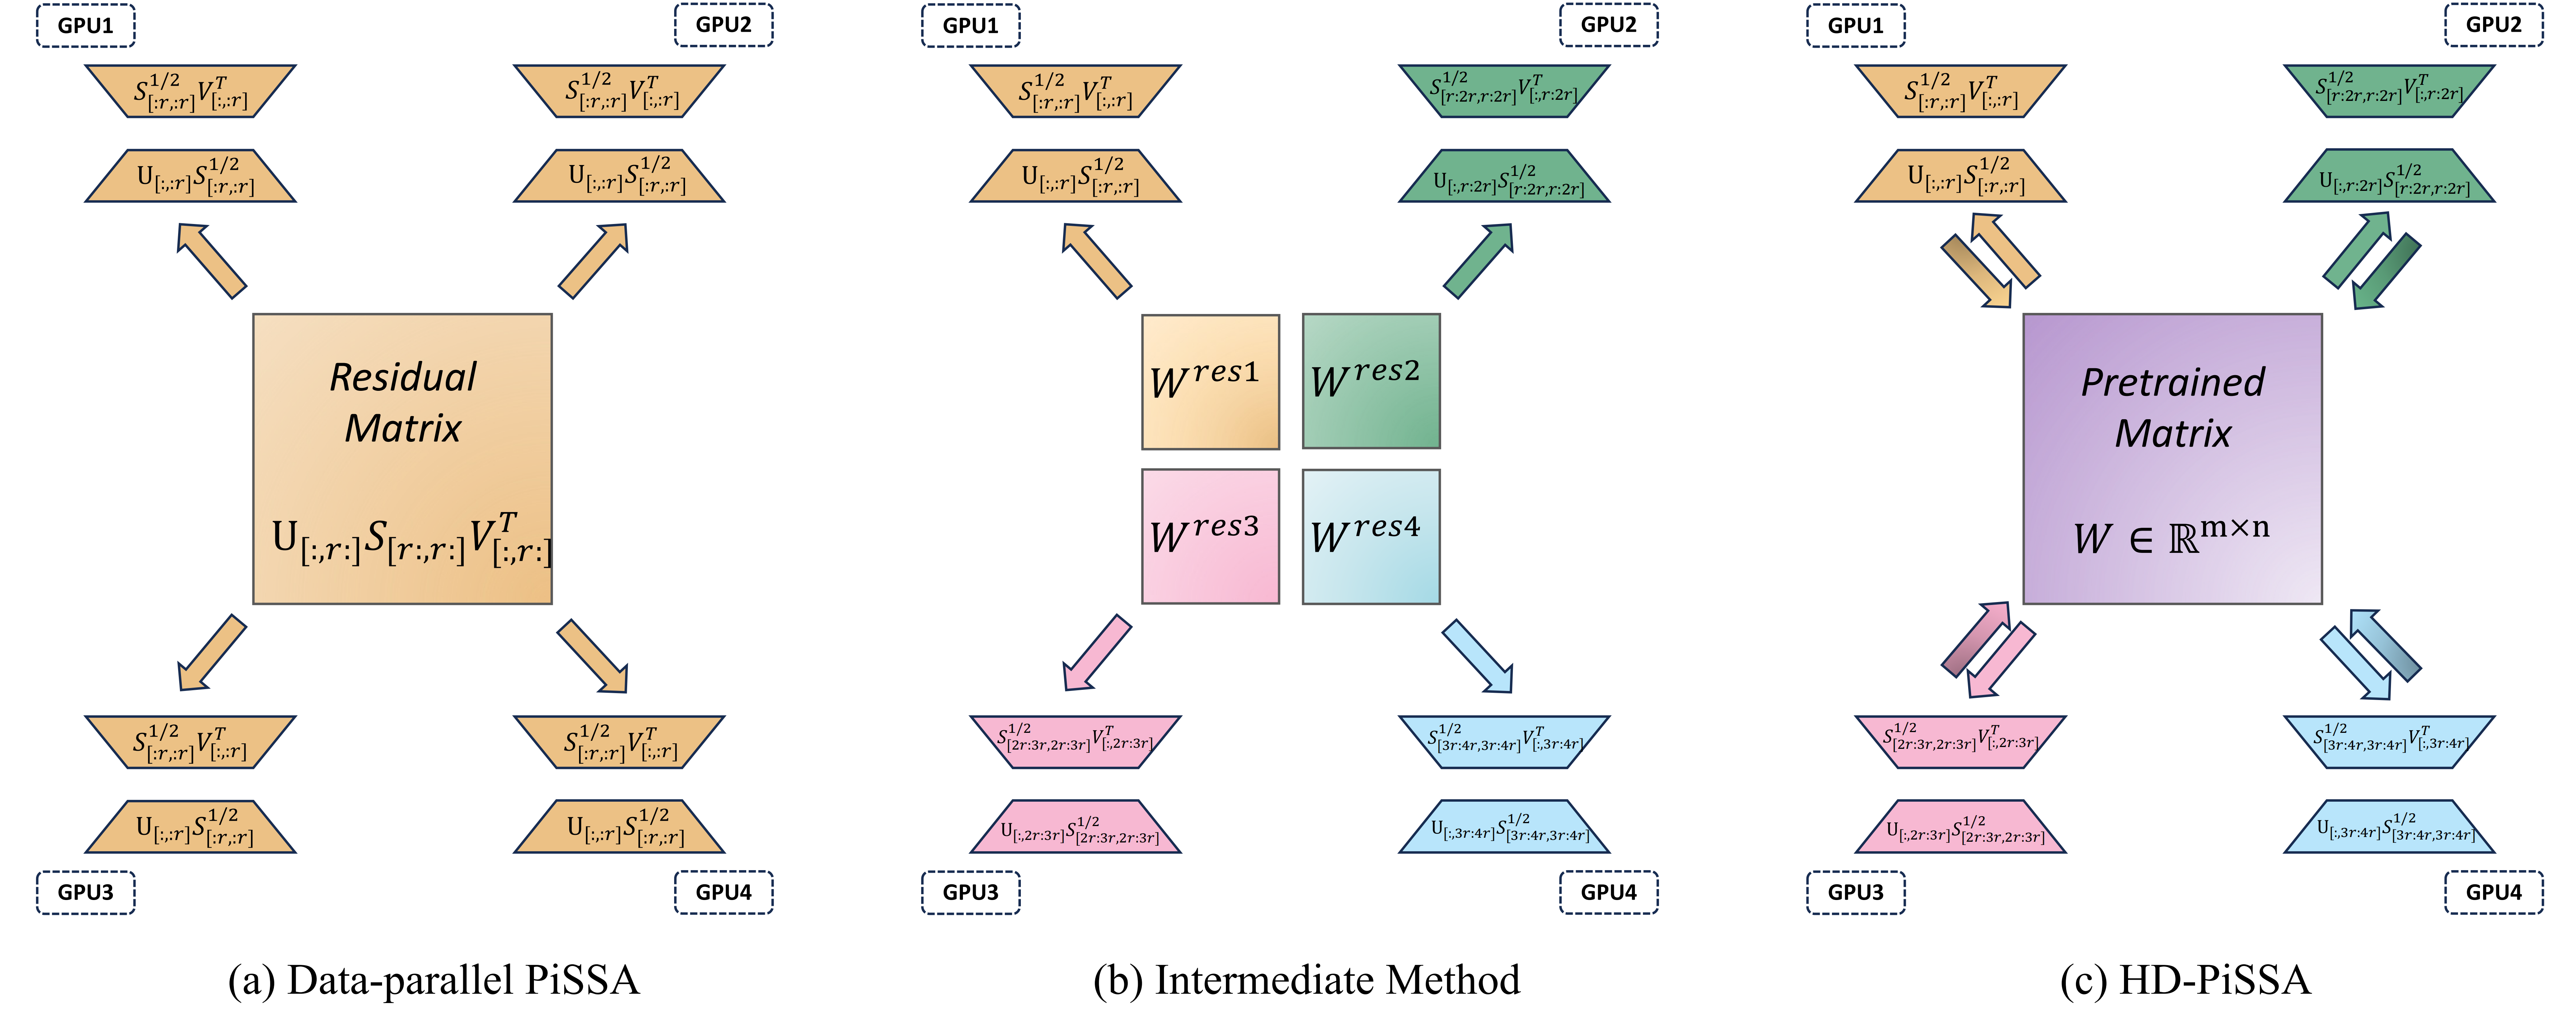 GPU1
GPU2
S^{1/2}_{[:r,:r]}V^T_{[:,:r]}
S^{1/2}_{[:r,:r]}V^T_{[:,:r]}
U_{[:,:r]}S^{1/2}_{[:r,:r]}
U_{[:,:r]}S^{1/2}_{[:r,:r]}
Residual
Matrix
U_{[:,r:]}S_{[r:,r:]}V^T_{[:,r:]}
S^{1/2}_{[:r,:r]}V^T_{[:,:r]}
S^{1/2}_{[:r,:r]}V^T_{[:,:r]}
U_{[:,:r]}S^{1/2}_{[:r,:r]}
U_{[:,:r]}S^{1/2}_{[:r,:r]}
GPU3
GPU4
(a) Data-parallel PiSSA
GPU1
GPU2
S^{1/2}_{[:r,:r]}V^T_{[:,:r]}
S^{1/2}_{[r:2r,r:2r]}V^T_{[:,r:2r]}
U_{[:,:r]}S^{1/2}_{[:r,:r]}
U_{[:,r:2r]}S^{1/2}_{[r:2r,r:2r]}
W^{res1}
W^{res2}
W^{res3}
W^{res4}
S^{1/2}_{[2r:3r,2r:3r]}V^T_{[:,2r:3r]}
S^{1/2}_{[3r:4r,3r:4r]}V^T_{[:,3r:4r]}
U_{[:,2r:3r]}S^{1/2}_{[2r:3r,2r:3r]}
U_{[:,3r:4r]}S^{1/2}_{[3r:4r,3r:4r]}
GPU3
GPU4
(b) Intermediate Method
GPU1
GPU2
S^{1/2}_{[:r,:r]}V^T_{[:,:r]}
S^{1/2}_{[r:2r,r:2r]}V^T_{[:,r:2r]}
U_{[:,:r]}S^{1/2}_{[:r,:r]}
U_{[:,r:2r]}S^{1/2}_{[r:2r,r:2r]}
Pretrained
Matrix
W ∈ ℝ^{m×n}
S^{1/2}_{[2r:3r,2r:3r]}V^T_{[:,2r:3r]}
S^{1/2}_{[3r:4r,3r:4r]}V^T_{[:,3r:4r]}
U_{[:,2r:3r]}S^{1/2}_{[2r:3r,2r:3r]}
U_{[:,3r:4r]}S^{1/2}_{[3r:4r,3r:4r]}
GPU3
GPU4
(c) HD-PiSSA